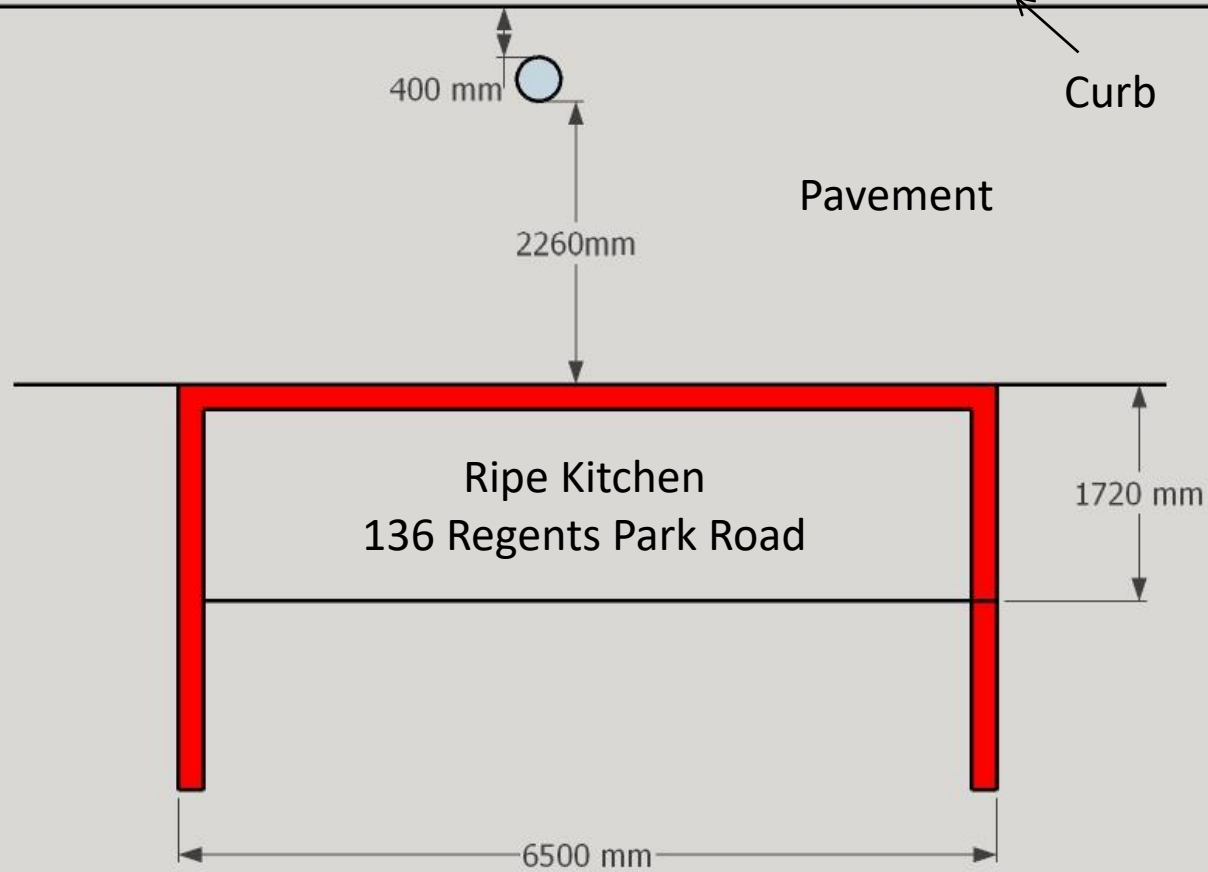 400 mm
Curb
Pavement
2260mm
Ripe Kitchen
136 Regents Park Road
1720 mm
6500 mm